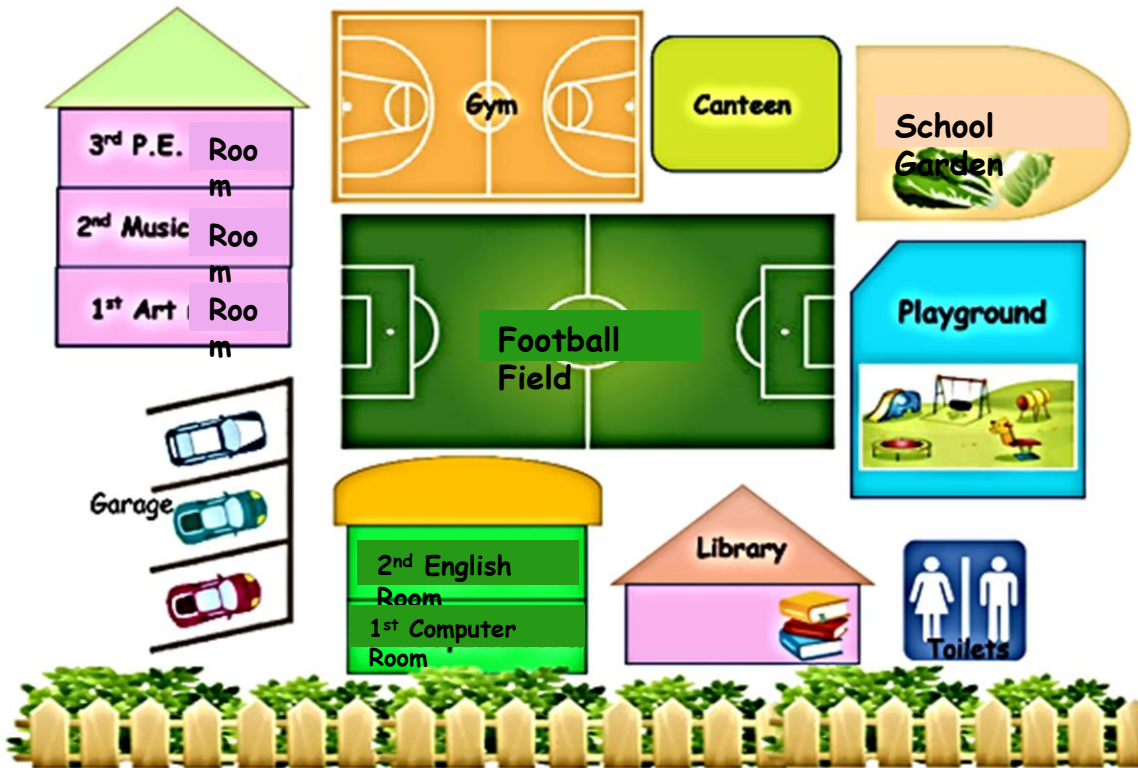 Gym
Canteen
School
Garden
3rd P.E. Roo
m
2nd Music Roo
m
1st Art Roo
m
Football
Field
Playground
Garage
2nd English
Room
1st Computer
Room
Library
Toilets